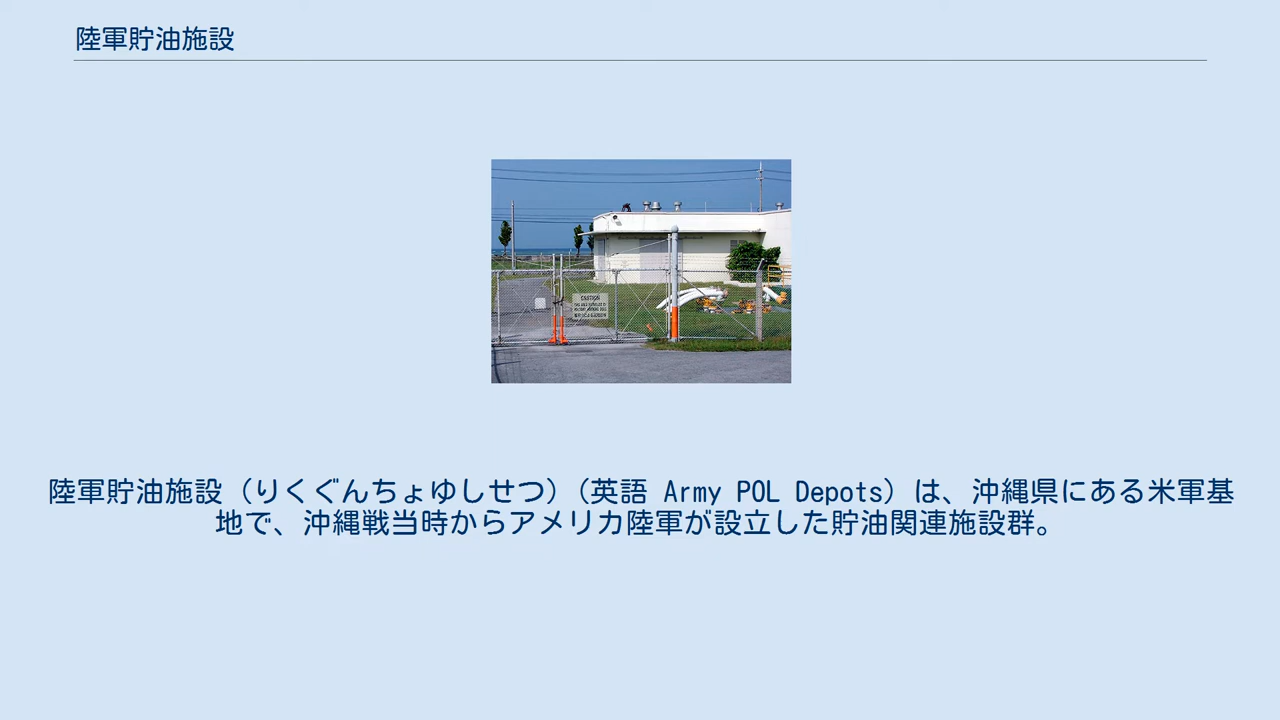 陸軍貯油施設
CAUTION
陸軍貯油施設（りくぐんちょゆしせつ）（英語 Army POL Depots）は、沖縄県にある米軍基
地で、沖縄戦当時からアメリカ陸軍が設立した貯油関連施設群。